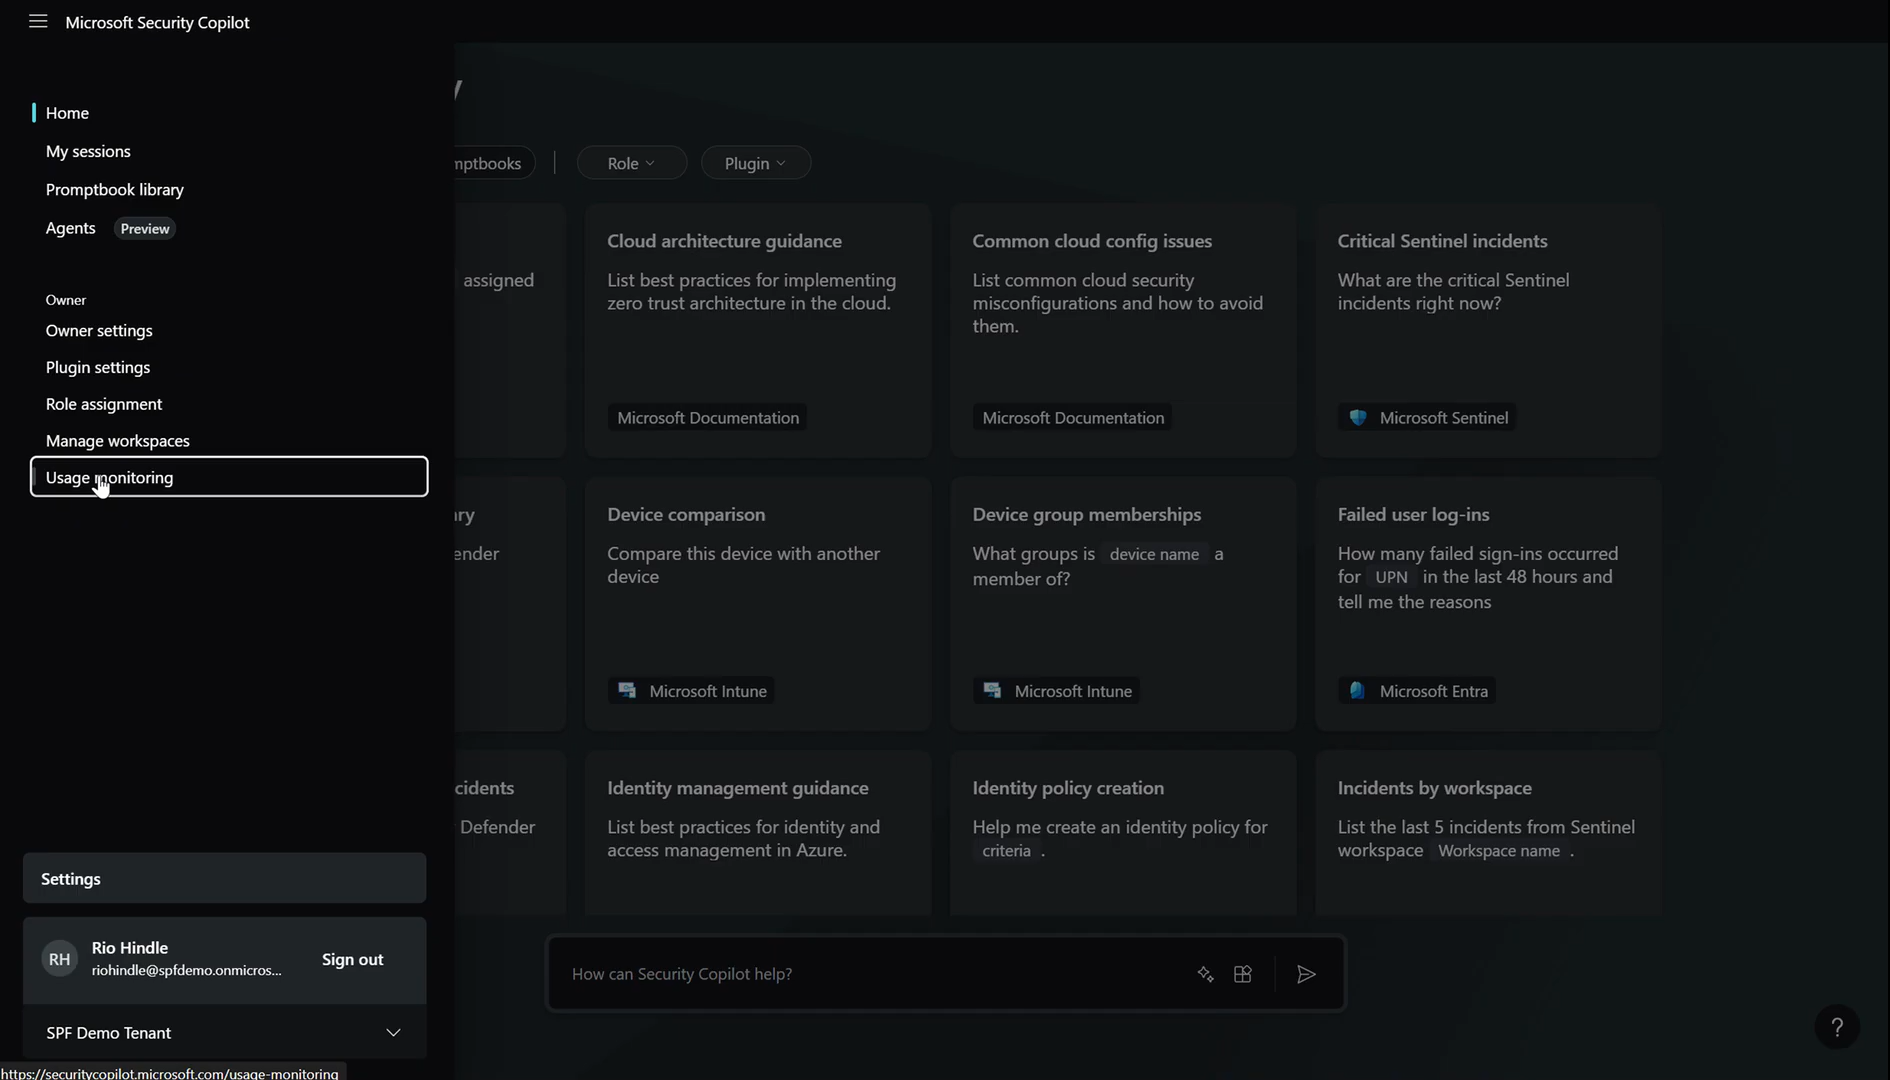 Microsoft Security Copilot
Home
My sessions
Promptbook library
Agents Preview
Owner
Owner settings
Plugin settings
Role assignment
Manage workspaces
Usage monitoring
Settings
RH
Rio Hindle
riohindle@spfdemo.onmicros...
Sign out
SPF Demo Tenant
https://securitycopilot.microsoft.com/usage-monitoring
mptbooks
Role
Plugin
assigned
Cloud architecture guidance
List best practices for implementing
zero trust architecture in the cloud.
Microsoft Documentation
Common cloud config issues
List common cloud security
misconfigurations and how to avoid
them.
Microsoft Documentation
Critical Sentinel incidents
What are the critical Sentinel
incidents right now?
Microsoft Sentinel
ary
ender
Device comparison
Compare this device with another
device
Microsoft Intune
Device group memberships
What groups is device name a
member of?
Microsoft Intune
Failed user log-ins
How many failed sign-ins occurred
for UPN in the last 48 hours and
tell me the reasons
Microsoft Entra
cidents
Defender
Identity management guidance
List best practices for identity and
access management in Azure.
Identity policy creation
Help me create an identity policy for
criteria .
Incidents by workspace
List the last 5 incidents from Sentinel
workspace Workspace name .
How can Security Copilot help?
?